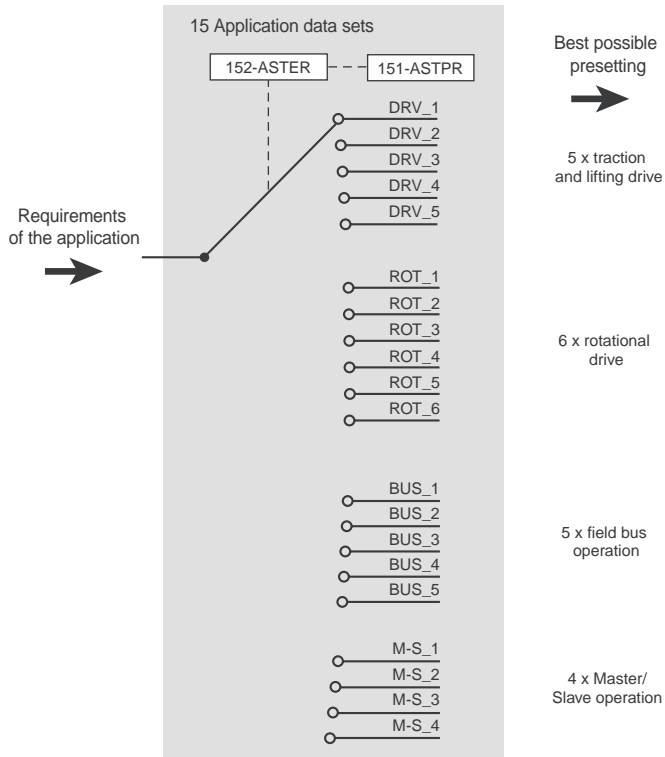 15 Application data sets
152-ASTER
151-ASTPR
Best possible
presetting
DRV_1
DRV_2
DRV_3
DRV_4
DRV_5
5 x traction
and lifting drive
Requirements
of the application
ROT_1
ROT_2
ROT_3
ROT_4
ROT_5
ROT_6
6 x rotational
drive
BUS_1
BUS_2
BUS_3
BUS_4
BUS_5
5 x field bus
operation
M-S_1
M-S_2
M-S_3
M-S_4
4 x Master/
Slave operation